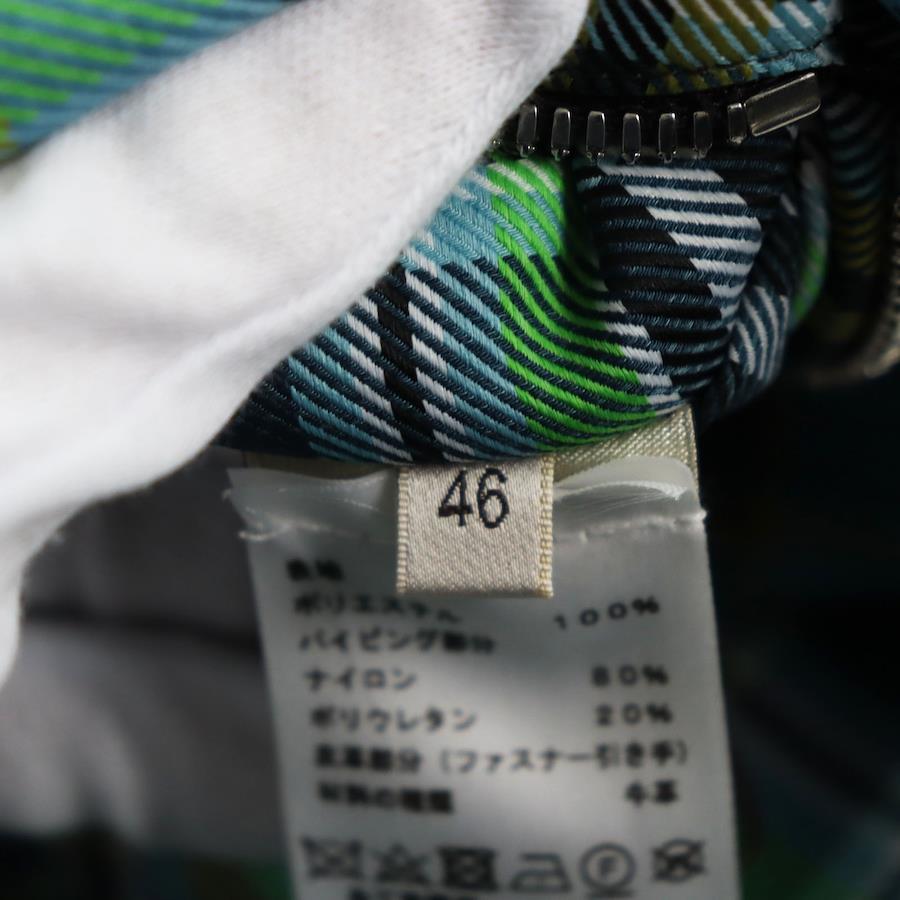 46
表地
ポリエステル 100%
パイピング部分
ナイロン 80%
ポリウレタン 20%
皮革部分(ファスナー引き手)
材料の種類 牛革
P